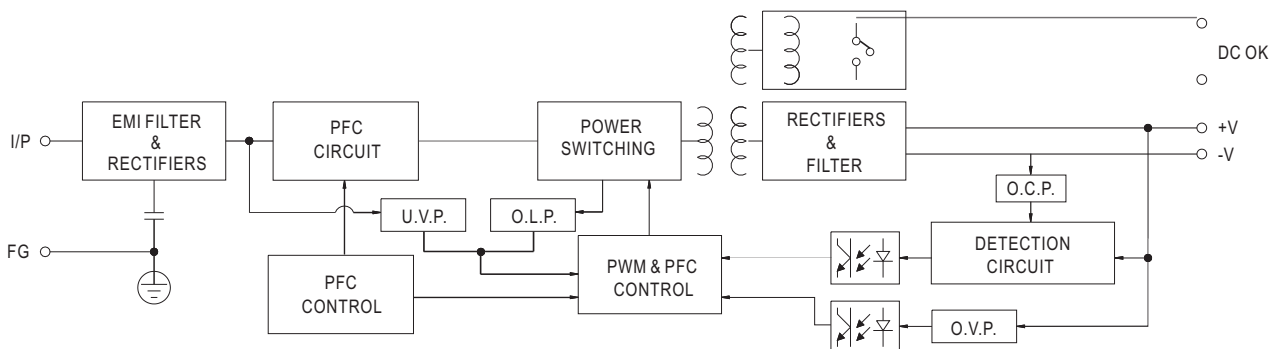 DC OK
I/P
EMI FILTER
&
RECTIFIERS
PFC
CIRCUIT
POWER
SWITCHING
RECTIFIERS
&
FILTER
+V
-V
O.C.P.
U.V.P.
O.L.P.
FG
PFC
CONTROL
PWM & PFC
CONTROL
DETECTION
CIRCUIT
O.V.P.